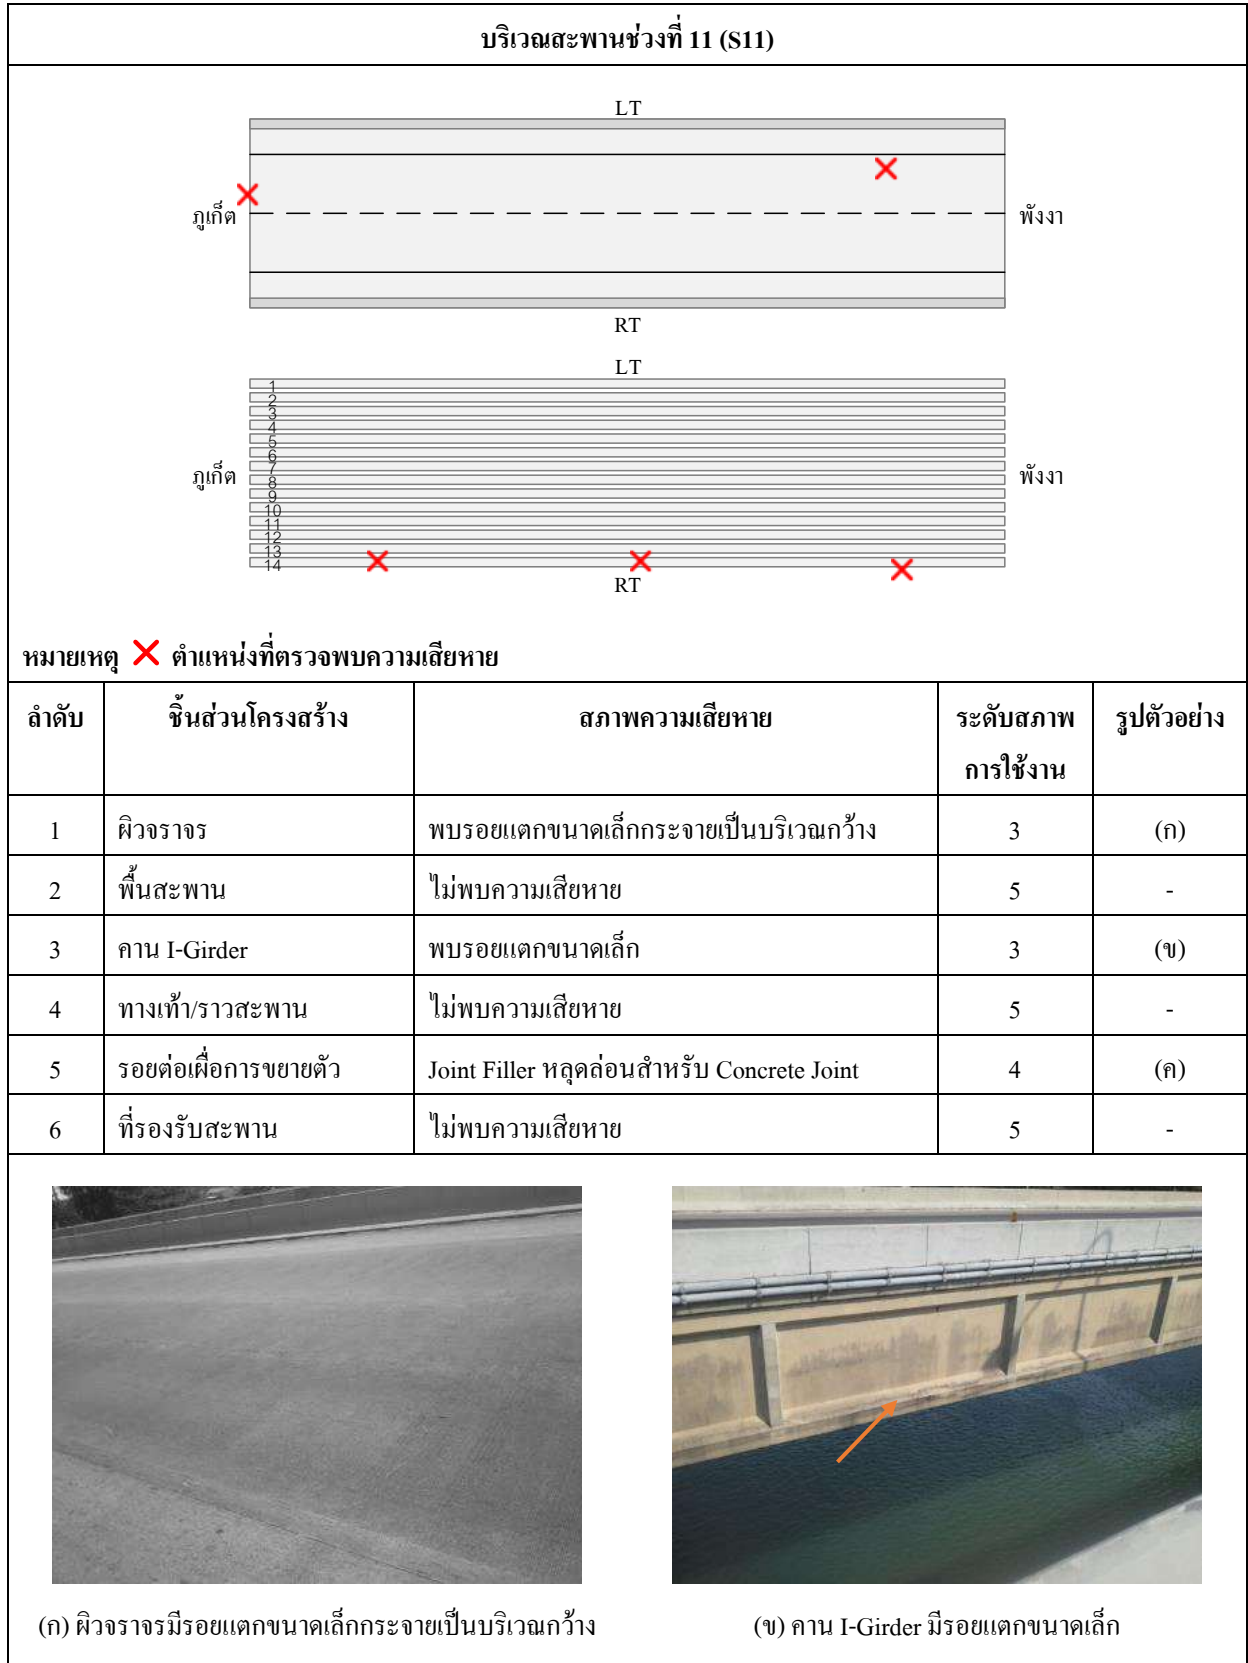 บริเวณสะพานช่วงที่ 11 (S11)
LT
ภูเก็ต
พังงา
RT
LT
1
2
3
4
5
6
7
8
9
10
11
12
13
14
ภูเก็ต
พังงา
RT
หมายเหตุ ตำแหน่งที่ตรวจพบความเสียหาย
ลำดับ ชิ้นส่วนโครงสร้าง สภาพความเสียหาย ระดับสภาพการใช้งาน รูปตัวอย่าง
1 ผิวจราจร พบรอยแตกขนาดเล็กกระจายเป็นบริเวณกว้าง 3 (ก)
2 พื้นสะพาน ไม่พบความเสียหาย 5 -
3 คาน I-Girder พบรอยแตกขนาดเล็ก 3 (ข)
4 ทางเท้า/ราวสะพาน ไม่พบความเสียหาย 5 -
5 รอยต่อเผื่อการขยายตัว Joint Filler หลุดล่อนสำหรับ Concrete Joint 4 (ค)
6 ที่รองรับสะพาน ไม่พบความเสียหาย 5 -
(ก) ผิวจราจรมีรอยแตกขนาดเล็กกระจายเป็นบริเวณกว้าง
(ข) คาน I-Girder มีรอยแตกขนาดเล็ก